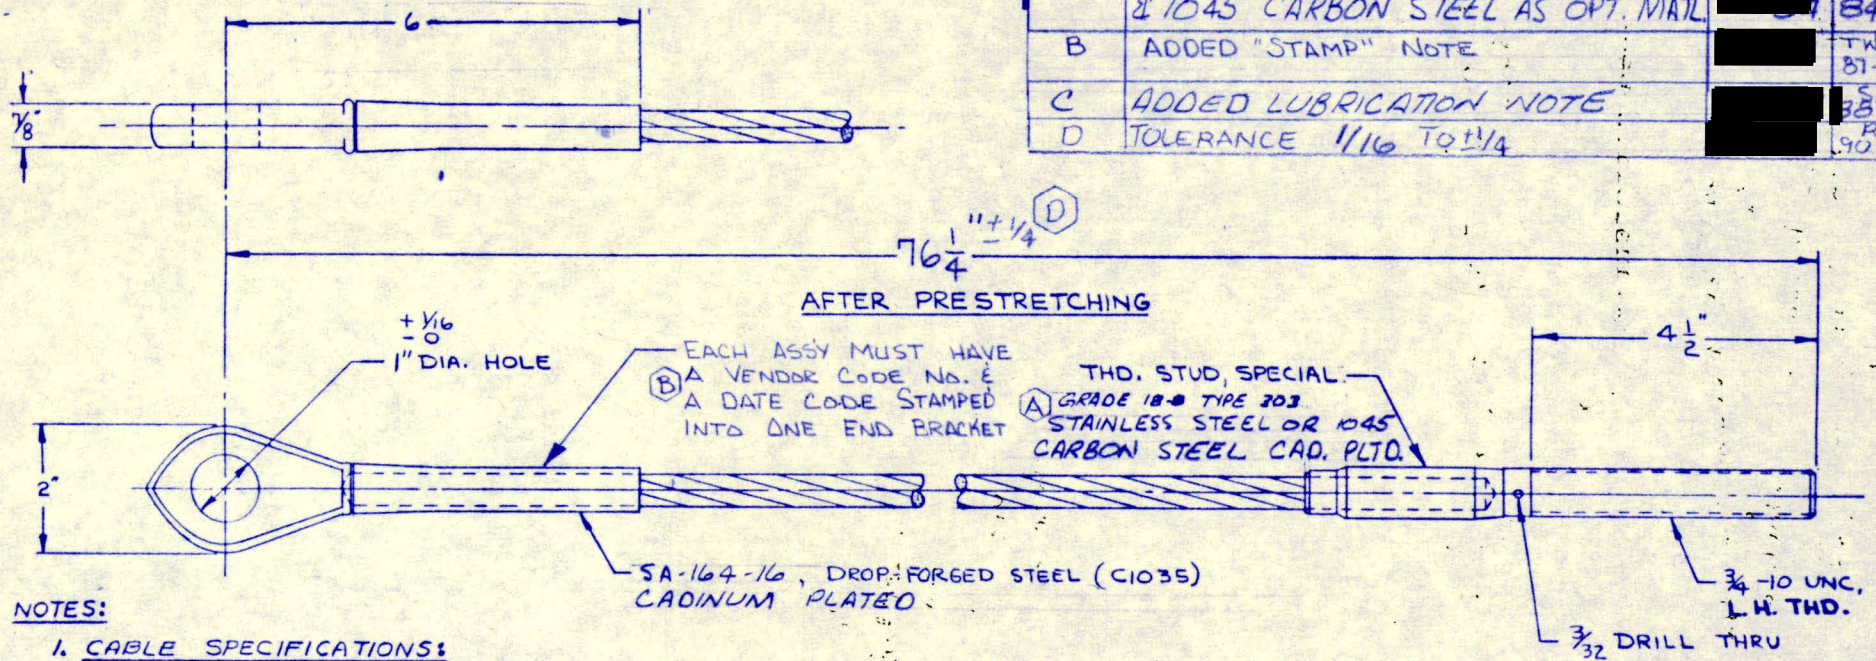 6
7/8"
& 1045 CARBON STEEL AS OPT. MATL
84
B ADDED "STAMP" NOTE
87-
C ADDED LUBRICATION NOTE
D TOLERANCE 1/16 TO ±1/4
90
76 1/4" ± 1/4 D
AFTER PRESTRETCHING
+ 1/16
- 0
1" DIA. HOLE
EACH ASS'Y MUST HAVE
B A VENDOR CODE NO. &
A DATE CODE STAMPED
INTO ONE END BRACKET
THD. STUD, SPECIAL.
A GRADE 18-8 TYPE 303
STAINLESS STEEL OR 1045
CARBON STEEL CAD. PLTD.
4 1/2"
2"
SA-164-16, DROP-FORGED STEEL (C1035)
CADINUM PLATED
3/4 -10 UNC,
L.H. THD.
3/32 DRILL THRU
NOTES:
1. CABLE SPECIFICATIONS: